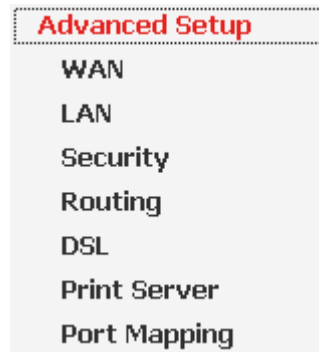 Advanced Setup
WAN
LAN
Security
Routing
DSL
Print Server
Port Mapping